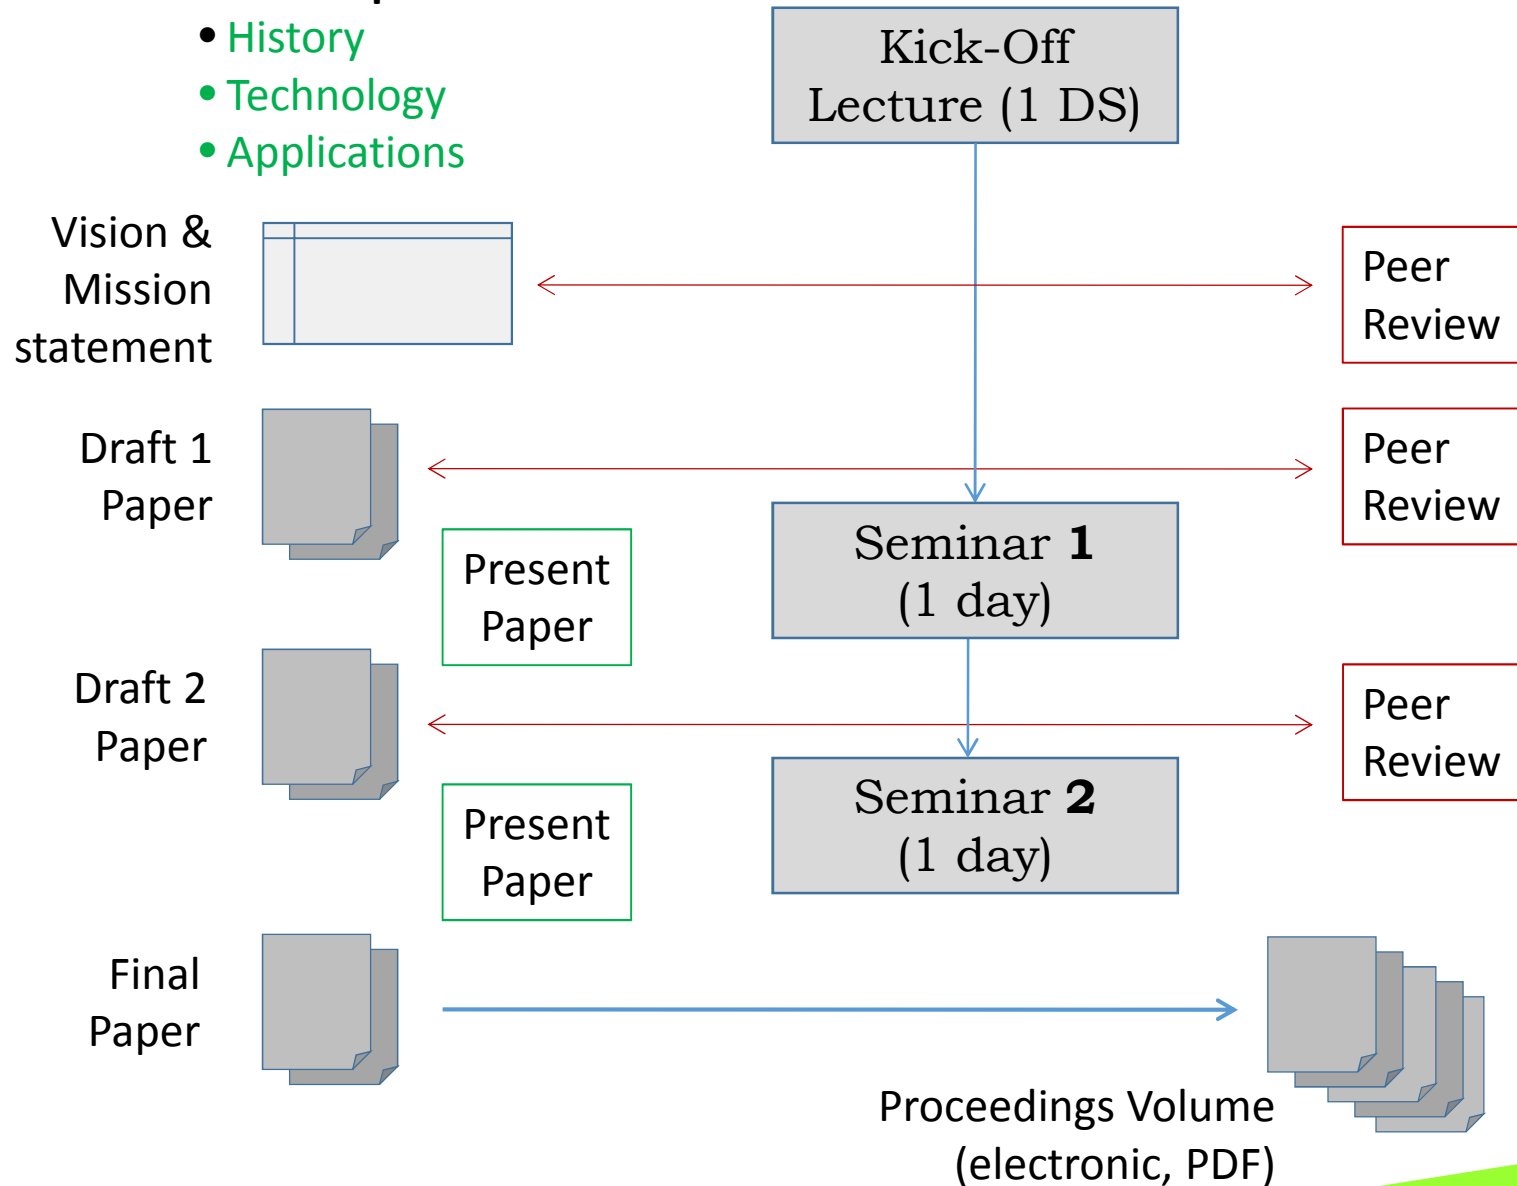 • History
• Technology
• Applications
Kick-Off
Lecture (1 DS)
Vision &
Mission
statement
Peer
Review
Draft 1
Paper
Peer
Review
Present
Paper
Seminar 1
(1 day)
Draft 2
Paper
Peer
Review
Present
Paper
Seminar 2
(1 day)
Final
Paper
Proceedings Volume
(electronic, PDF)